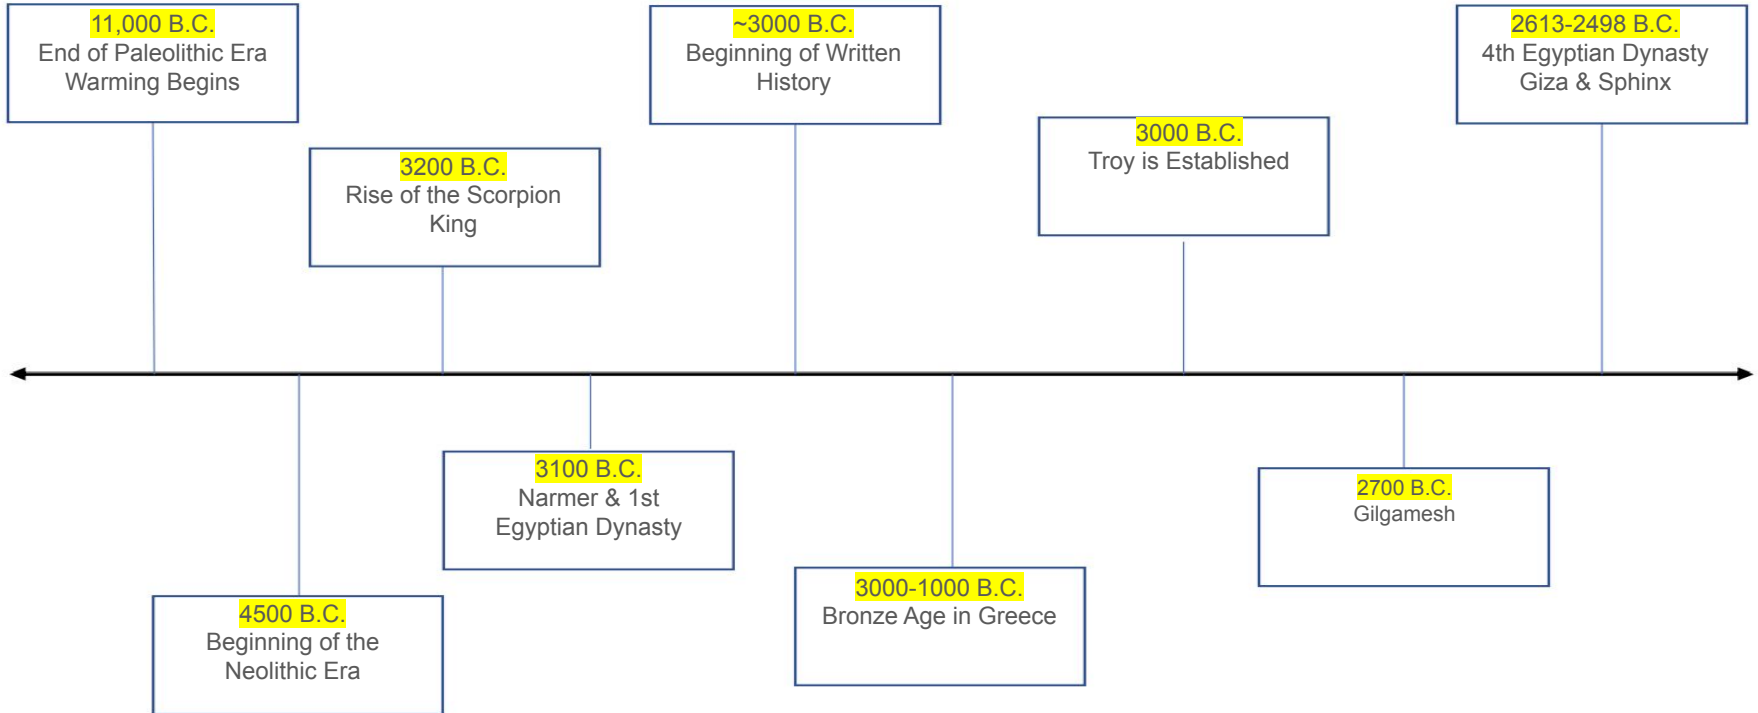 11,000 B.C.
End of Paleolithic Era
Warming Begins
4500 B.C.
Beginning of the
Neolithic Era
3200 B.C.
Rise of the Scorpion
King
3100 B.C.
Narmer & 1st
Egyptian Dynasty
~3000 B.C.
Beginning of Written
History
3000-1000 B.C.
Bronze Age in Greece
3000 B.C.
Troy is Established
2700 B.C.
Gilgamesh
2613-2498 B.C.
4th Egyptian Dynasty
Giza & Sphinx